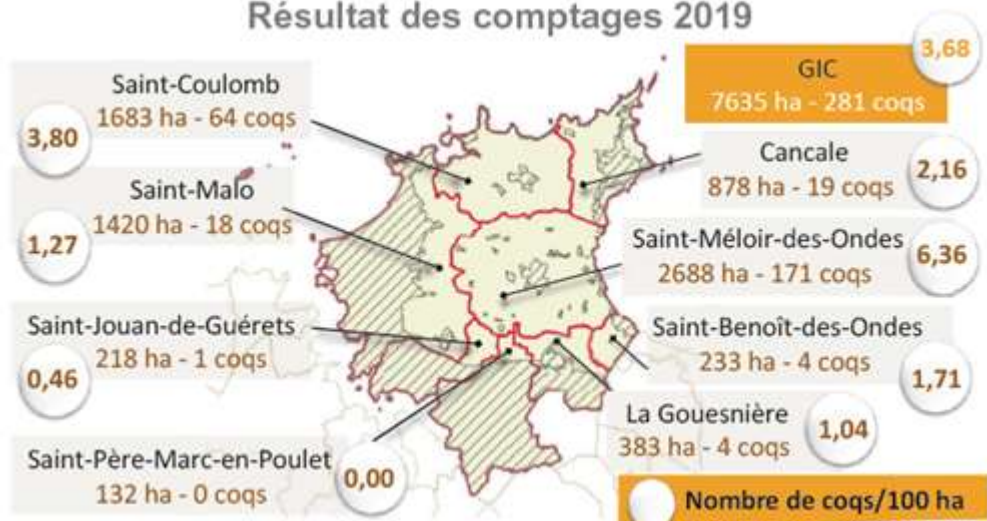 Résultat des comptages 2019
Saint-Coulomb
1683 ha - 64 coqs
3,80
Saint-Malo
1420 ha - 18 coqs
1,27
Saint-Jouan-de-Guérets
218 ha - 1 coqs
0,46
Saint-Père-Marc-en-Poulet
132 ha - 0 coqs
0,00
GIC
7635 ha - 281 coqs
3,68
Cancale
878 ha - 19 coqs
2,16
Saint-Méloir-des-Ondes
2688 ha - 171 coqs
6,36
Saint-Benoît-des-Ondes
233 ha - 4 coqs
1,71
La Gouesnière
383 ha - 4 coqs
1,04
Nombre de coqs/100 ha